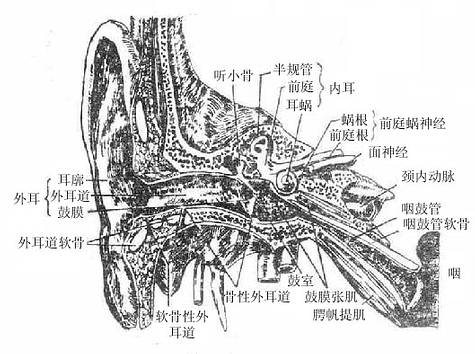 听小骨
半规管
前庭
耳蜗
内耳
蜗根
前庭根
前庭蜗神经
面神经
颈内动脉
外耳
耳廓
外耳道
鼓膜
咽鼓管
咽鼓管软骨
外耳道软骨
咽
鼓室
骨性外耳道
鼓膜张肌
软骨性外
耳道
腭帆提肌